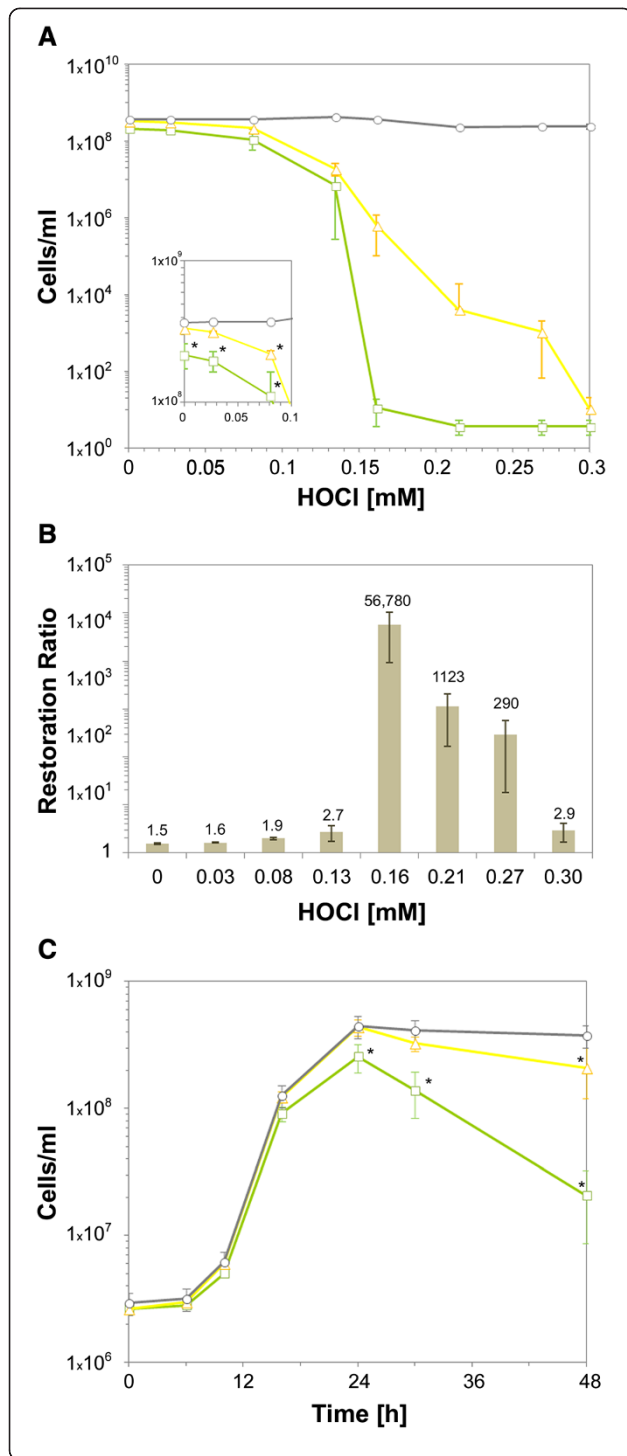 A
1x10^10
1x10^8
1x10^6
1x10^4
1x10^2
1x10^0
Cells/ml
1x10^9
1x10^8
* * *
*
0 0.05 0.1
0 0.05 0.1 0.15 0.2 0.25 0.3
HOCl [mM]
B
1x10^5
1x10^4
1x10^3
1x10^2
1x10^1
1
Restoration Ratio
1.5 1.6 1.9 2.7 56,780 1123 290 2.9
0 0.03 0.08 0.13 0.16 0.21 0.27 0.30
HOCl [mM]
C
1x10^9
1x10^8
1x10^7
1x10^6
Cells/ml
* * *
*
0 12 24 36 48
Time [h]